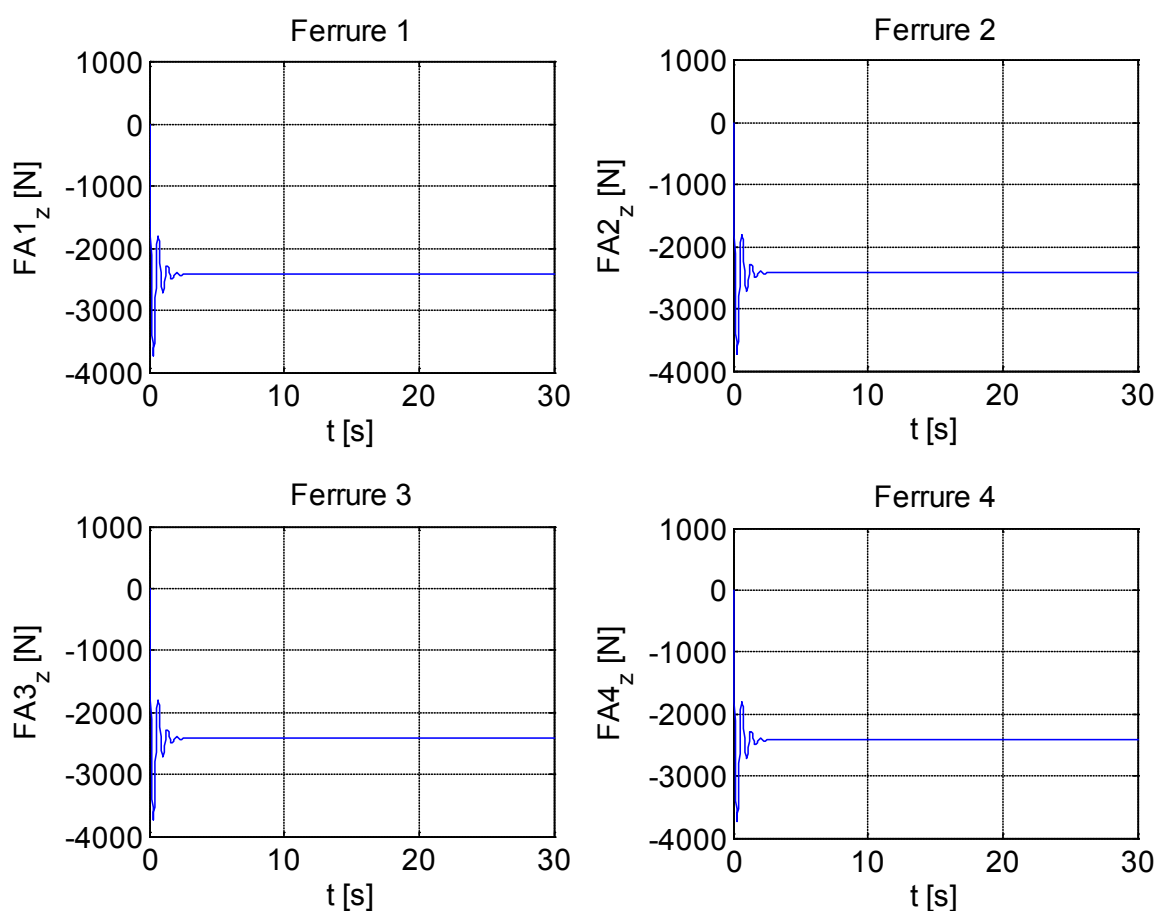 Ferrure 1
1000
0
-1000
-2000
-3000
-4000
FA1z [N]
0 10 20 30
t [s]
Ferrure 2
1000
0
-1000
-2000
-3000
-4000
FA2z [N]
0 10 20 30
t [s]
Ferrure 3
1000
0
-1000
-2000
-3000
-4000
FA3z [N]
0 10 20 30
t [s]
Ferrure 4
1000
0
-1000
-2000
-3000
-4000
FA4z [N]
0 10 20 30
t [s]